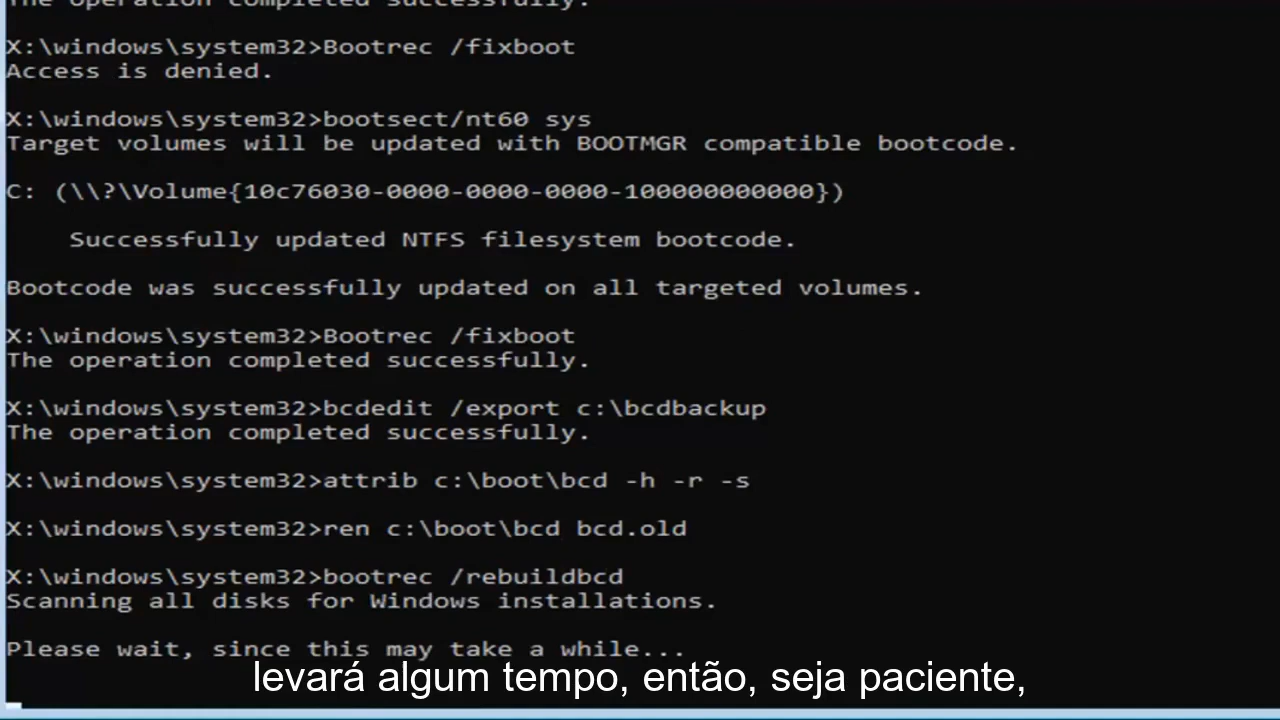 The operation completed successfully.
X:\windows\system32>Bootrec /fixboot
Access is denied.
X:\windows\system32>bootsect/nt60 sys
Target volumes will be updated with BOOTMGR compatible bootcode.
C: (\\?\Volume{10c76030-0000-0000-0000-100000000000})
Successfully updated NTFS filesystem bootcode.
Bootcode was successfully updated on all targeted volumes.
X:\windows\system32>Bootrec /fixboot
The operation completed successfully.
X:\windows\system32>bcdedit /export c:\bcdbackup
The operation completed successfully.
X:\windows\system32>attrib c:\boot\bcd -h -r -s
X:\windows\system32>ren c:\boot\bcd bcd.old
X:\windows\system32>bootrec /rebuildbcd
Scanning all disks for Windows installations.
Please wait, since this may take a while...
levará algum tempo, então, seja paciente,